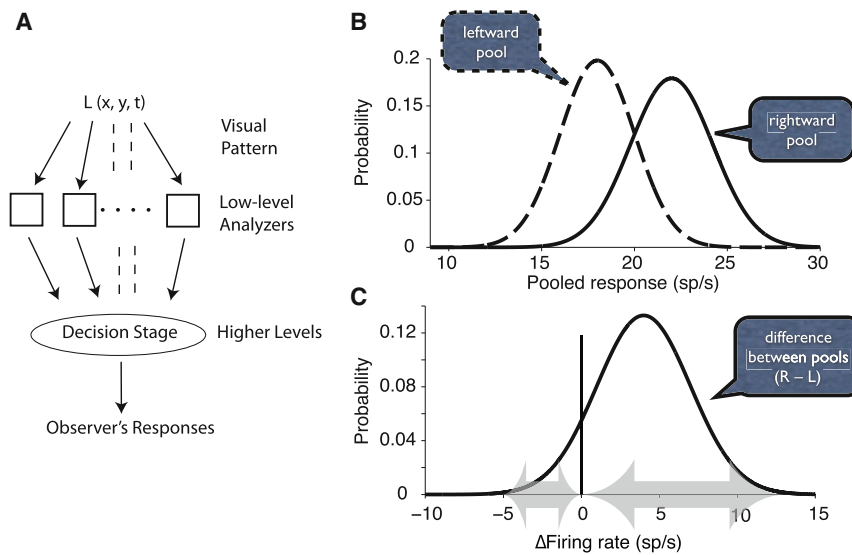 A
L (x, y, t)
Visual
Pattern
Low-level
Analyzers
Decision Stage
Higher Levels
Observer's Responses
B
leftward
pool
rightward
pool
0.2
0.15
0.1
0.05
0
Probability
10
15
20
25
30
Pooled response (sp/s)
C
difference
between pools
(R – L)
0.12
0.08
0.04
0
Probability
−10
−5
0
5
10
15
ΔFiring rate (sp/s)